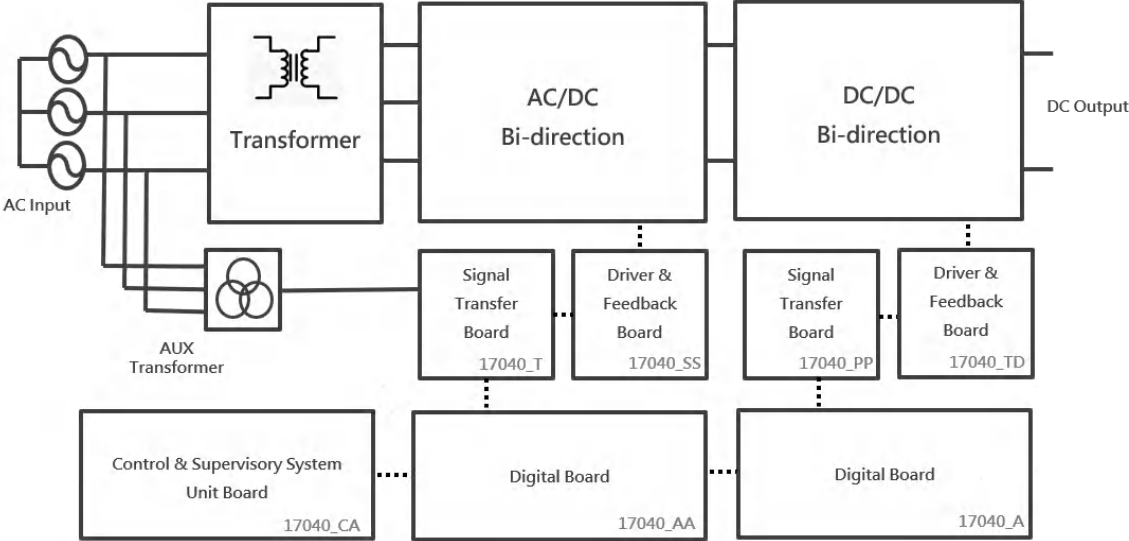 Transformer
AC/DC
Bi-direction
DC/DC
Bi-direction
DC Output
AC Input
AUX
Transformer
Signal
Transfer
Board
17040_T
Driver &
Feedback
Board
17040_SS
Signal
Transfer
Board
17040_PP
Driver &
Feedback
Board
17040_TD
Control & Supervisory System
Unit Board
17040_CA
Digital Board
17040_AA
Digital Board
17040_A